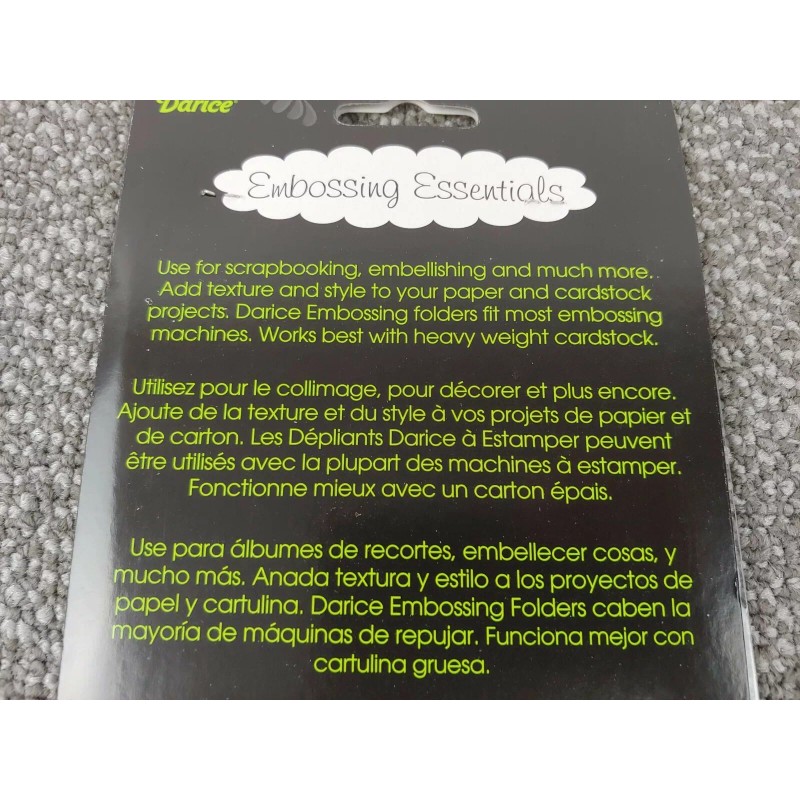 Darice
Embossing Essentials
Use for scrapbooking, embellishing and much more.
Add texture and style to your paper and cardstock
projects. Darice Embossing folders fit most embossing
machines. Works best with heavy weight cardstock.
Utilisez pour le collimage, pour décorer et plus encore.
Ajoute de la texture et du style à vos projets de papier et
de carton. Les Dépliants Darice à Estamper peuvent
être utilisés avec la plupart des machines à estamper.
Fonctionne mieux avec un carton épais.
Use para álbumes de recortes, embellecer cosas, y
mucho más. Anada textura y estilo a los proyectos de
papel y cartulina. Darice Embossing Folders caben la
mayoría de máquinas de repujar. Funciona mejor con
cartulina gruesa.